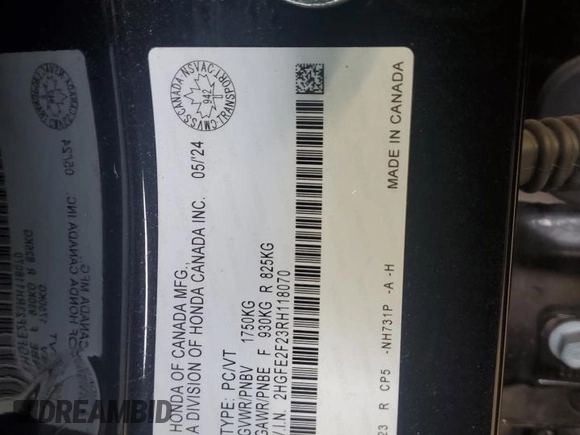 HONDA OF CANADA MFG.
A DIVISION OF HONDA CANADA INC. 05/'24
TYPE: PC/VT
GVWR/PNBV 1750KG
GAWR/PNBE F 930KG R 825KG
V.I.N. 2HGFE2F23RH118070
23 R CP5 -NH731P -A -H
MADE IN CANADA
CMVSS CANADA NSVAC TRANSPORT
942
DREAMBID